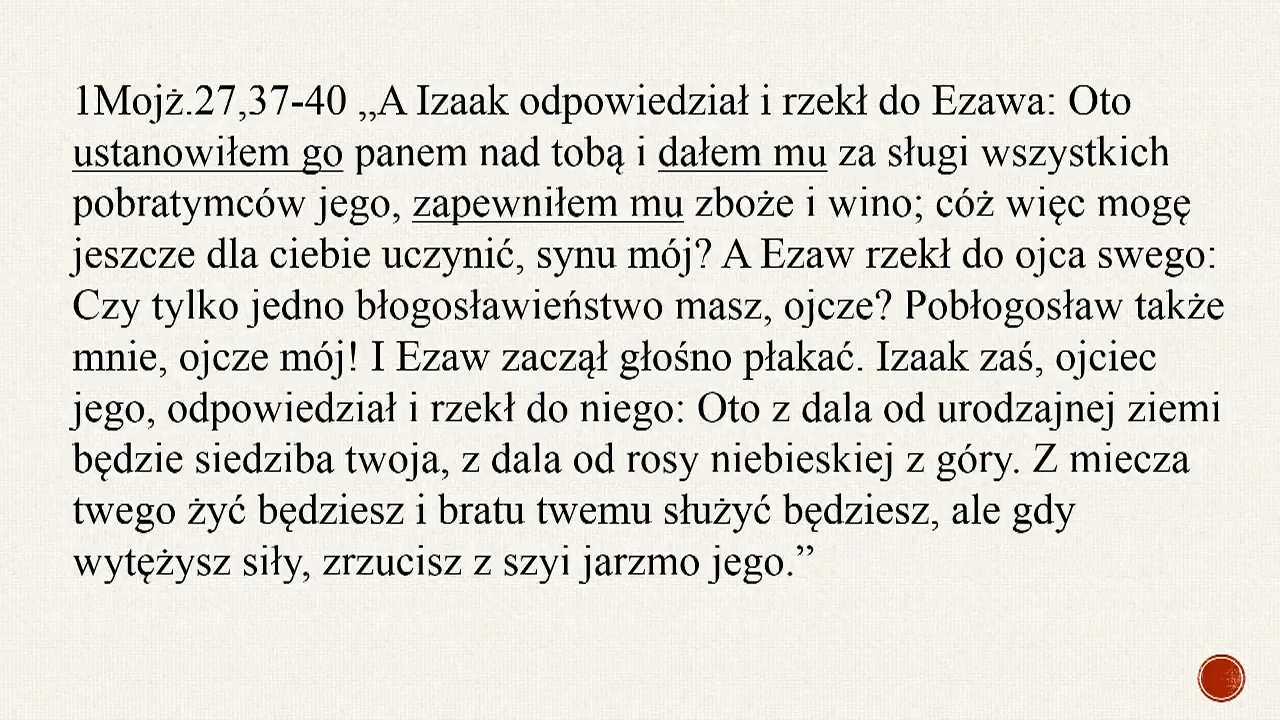 1Mojż.27,37-40 „A Izaak odpowiedział i rzekł do Ezawa: Oto
ustanowiłem go panem nad tobą i dałem mu za sługi wszystkich
pobratymców jego, zapewniłem mu zboże i wino; cóż więc mogę
jeszcze dla ciebie uczynić, synu mój? A Ezaw rzekł do ojca swego:
Czy tylko jedno błogosławieństwo masz, ojcze? Pobłogosław także
mnie, ojcze mój! I Ezaw zaczął głośno płakać. Izaak zaś, ojciec
jego, odpowiedział i rzekł do niego: Oto z dala od urodzajnej ziemi
będzie siedziba twoja, z dala od rosy niebieskiej z góry. Z miecza
twego żyć będziesz i bratu twemu służyć będziesz, ale gdy
wytężysz siły, zrzucisz z szyi jarzmo jego.”